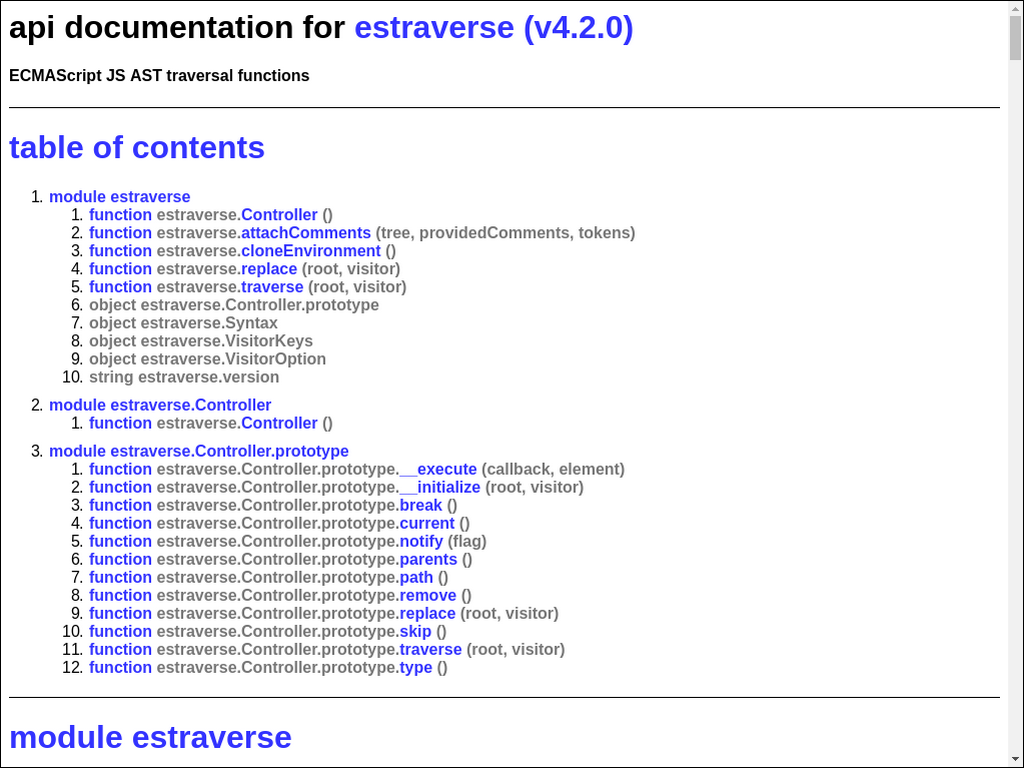 api documentation for estraverse (v4.2.0)
ECMAScript JS AST traversal functions
table of contents
1. module estraverse
1. function estraverse.Controller ()
2. function estraverse.attachComments (tree, providedComments, tokens)
3. function estraverse.cloneEnvironment ()
4. function estraverse.replace (root, visitor)
5. function estraverse.traverse (root, visitor)
6. object estraverse.Controller.prototype
7. object estraverse.Syntax
8. object estraverse.VisitorKeys
9. object estraverse.VisitorOption
10. string estraverse.version
2. module estraverse.Controller
1. function estraverse.Controller ()
3. module estraverse.Controller.prototype
1. function estraverse.Controller.prototype.__execute (callback, element)
2. function estraverse.Controller.prototype.__initialize (root, visitor)
3. function estraverse.Controller.prototype.break ()
4. function estraverse.Controller.prototype.current ()
5. function estraverse.Controller.prototype.notify (flag)
6. function estraverse.Controller.prototype.parents ()
7. function estraverse.Controller.prototype.path ()
8. function estraverse.Controller.prototype.remove ()
9. function estraverse.Controller.prototype.replace (root, visitor)
10. function estraverse.Controller.prototype.skip ()
11. function estraverse.Controller.prototype.traverse (root, visitor)
12. function estraverse.Controller.prototype.type ()
module estraverse